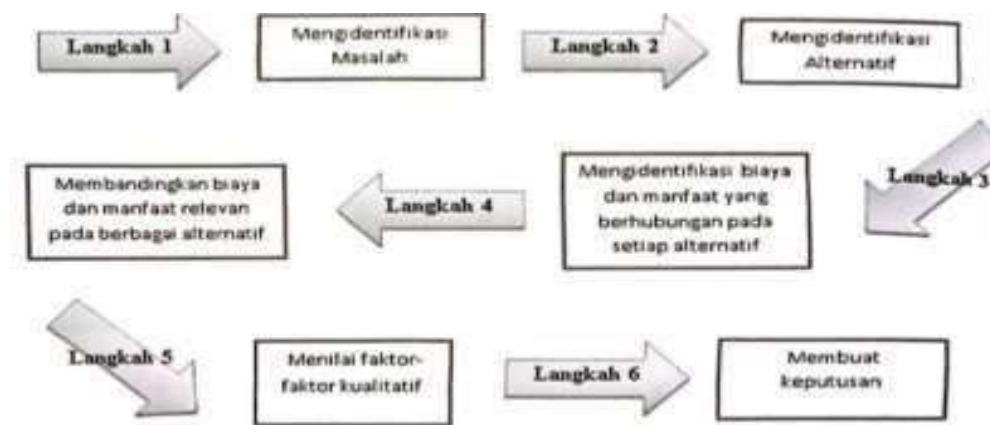 Langkah 1
Mengidentifikasi
Masalah
Langkah 2
Mengidentifikasi
Alternatif
Langkah 3
Mengidentifikasi biaya
dan manfaat yang
berhubungan pada
setiap alternatif
Langkah 4
Membandingkan biaya
dan manfaat relevan
pada berbagai alternatif
Langkah 5
Menilai faktor-
faktor kualitatif
Langkah 6
Membuat
keputusan